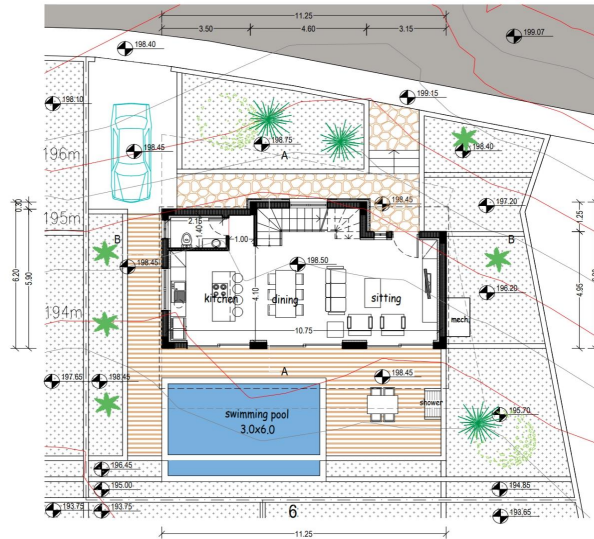 11.25
3.50 4.60 3.15
198.40
199.07
198.10
199.15
196m
198.45
198.75
198.40
A
0.30
195m
198.45
197.20
1.25
2.15
1.40
1.00
B
B
6.20
5.90
198.45
198.50
4.10
kitchen
dining
sitting
196.20
4.95
194m
10.75
mech.
A
197.65
198.45
198.45
shower
swimming pool
3,0x6,0
195.70
196.45
195.00
194.85
193.75
193.75
6
193.65
11.25